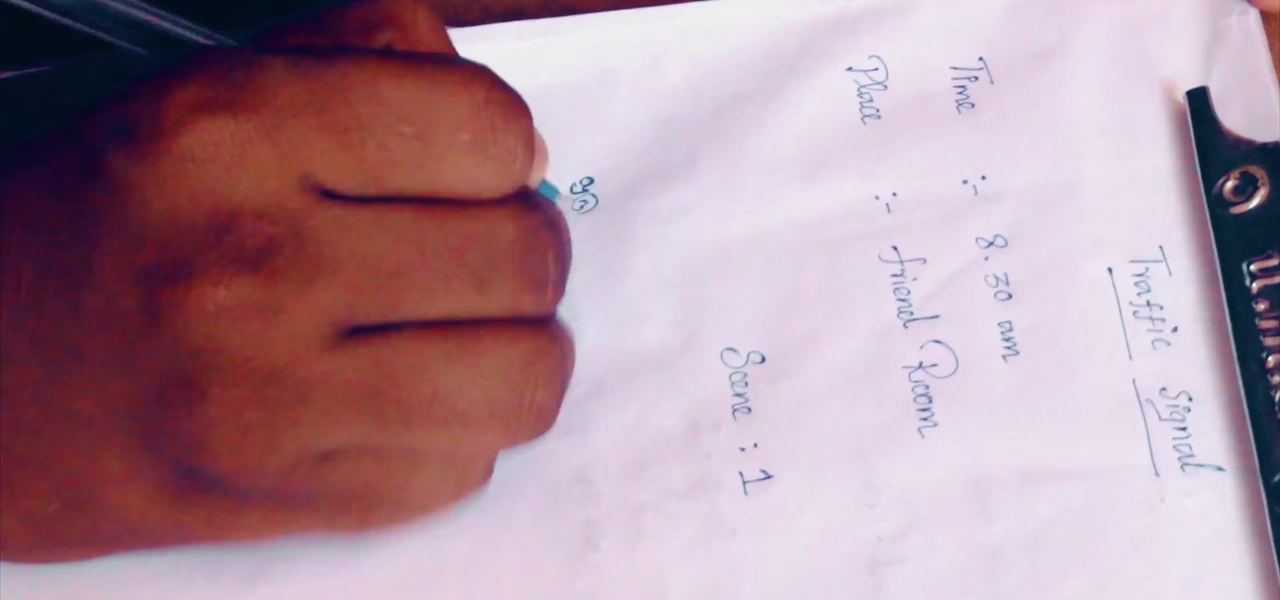 Traffic Signal
Time :- 8.30 am
Place :- friend Room
Scene : 1